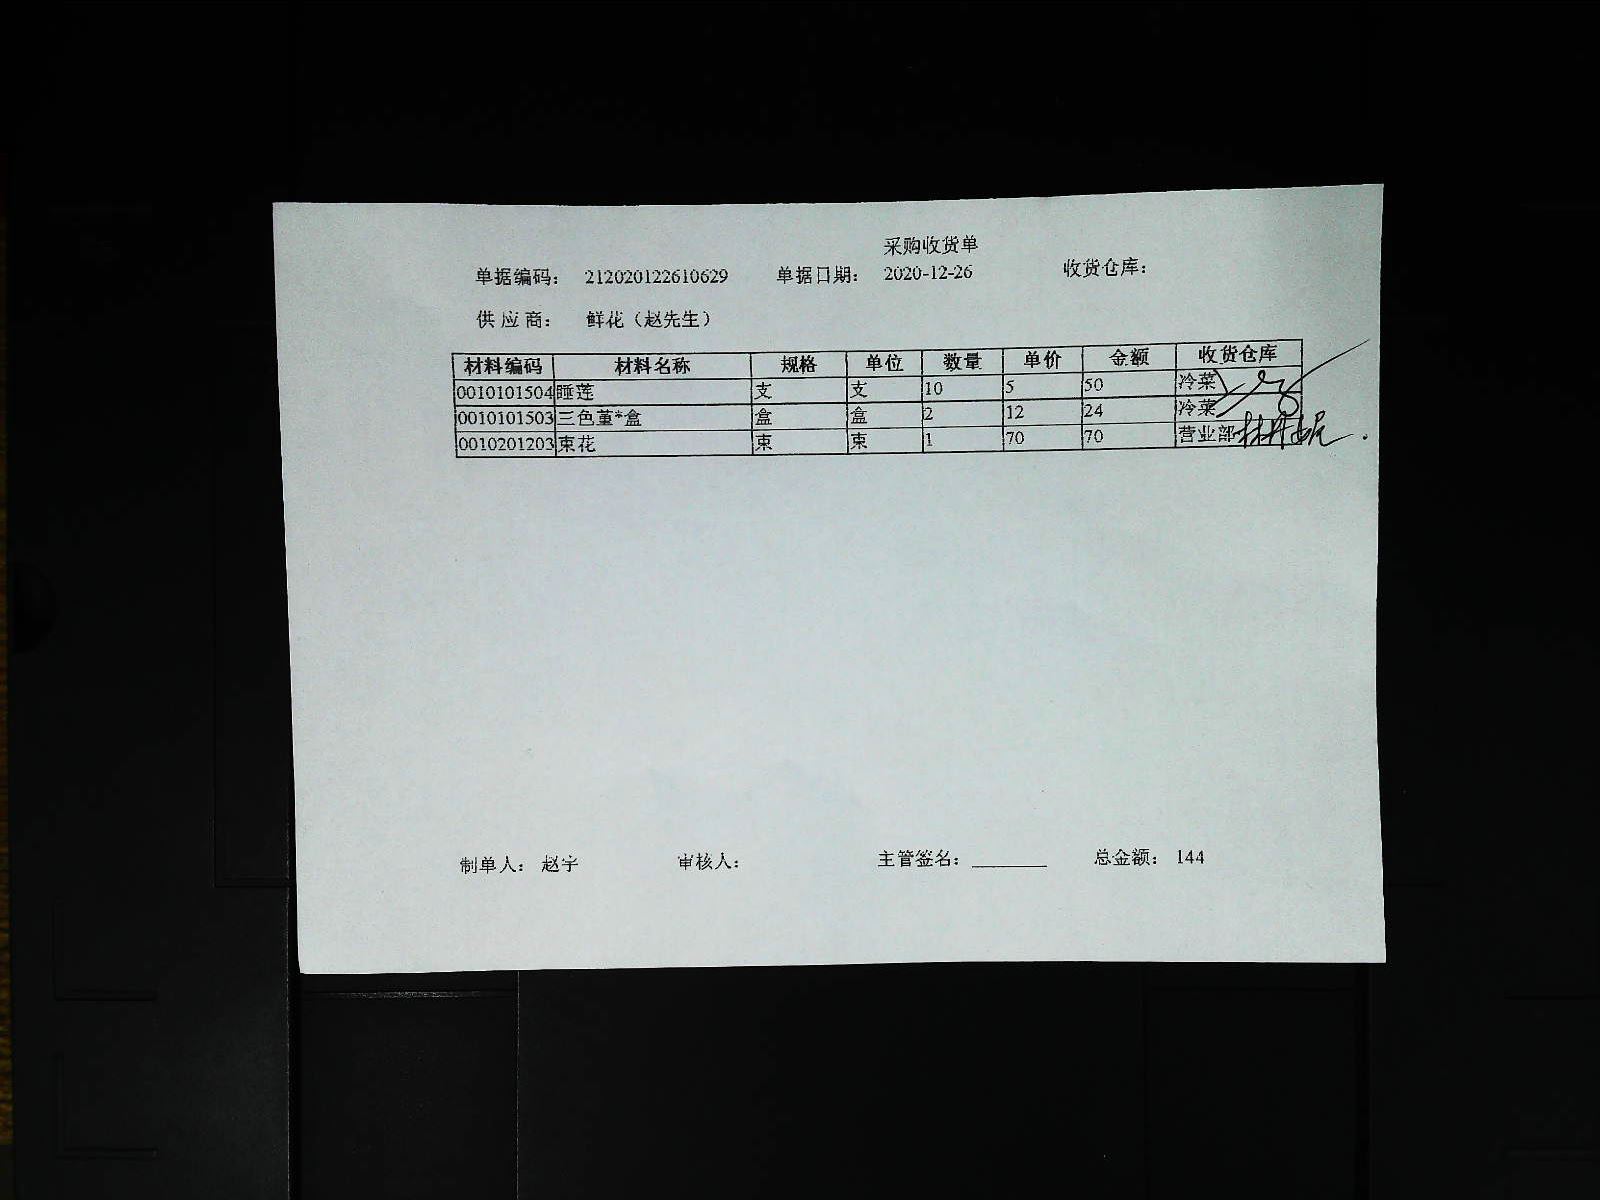 采购收货单
单据编码: 212020122610629 单据日期: 2020-12-26 收货仓库:
供 应 商: 鲜花（赵先生）
材料编码 材料名称 规格 单位 数量 单价 金额 收货仓库
0010101504 睡莲 支 支 10 5 50 冷菜
0010101503 三色堇*盒 盒 盒 2 12 24 冷菜
0010201203 束花 束 束 1 70 70 营业部
制单人: 赵宇 审核人: 主管签名: 总金额: 144